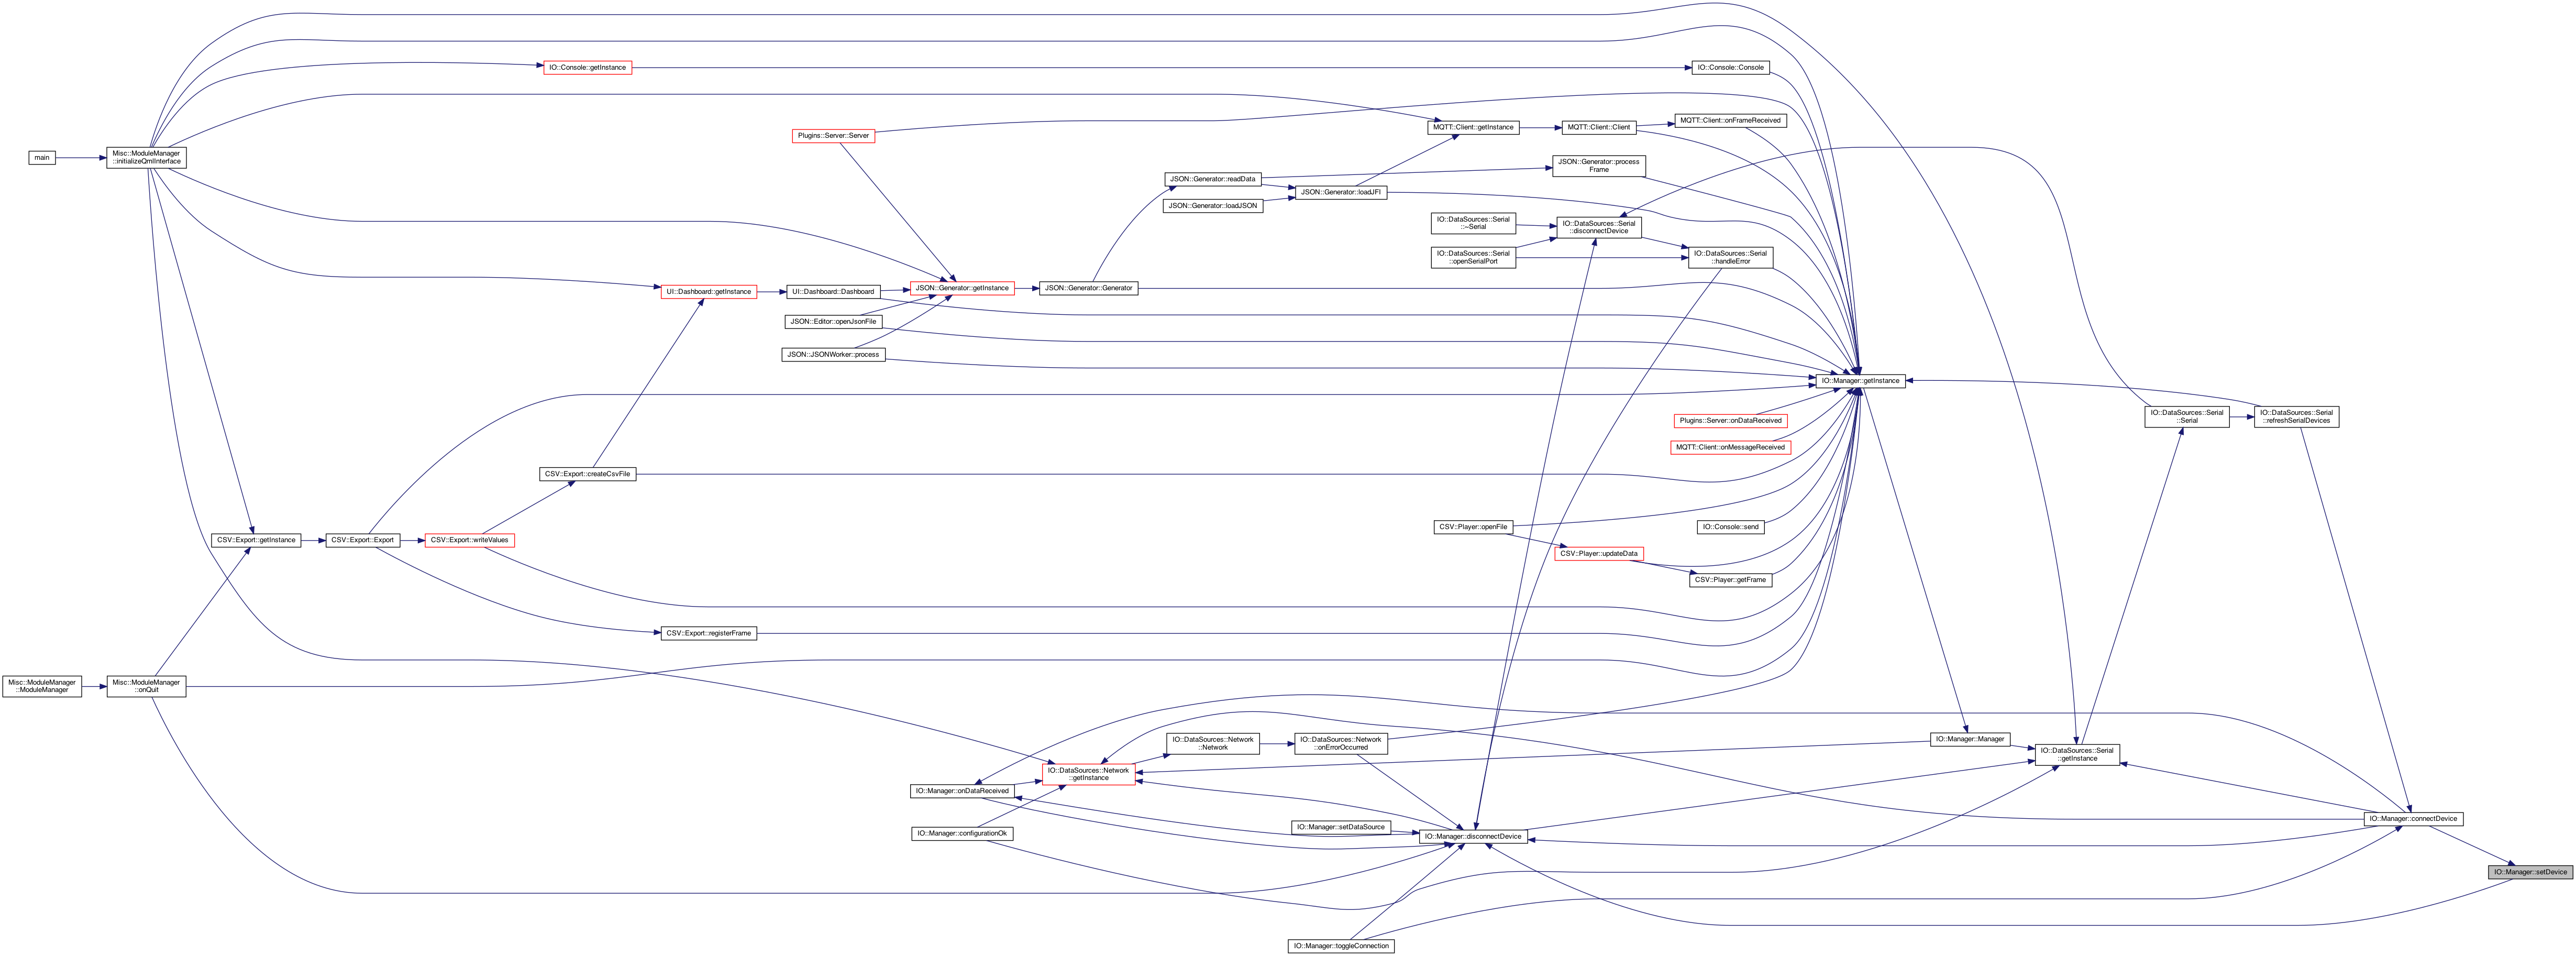 IO::Console::getInstance
IO::Console::Console
Plugins::Server::Server
MQTT::Client::getInstance
MQTT::Client::Client
MQTT::Client::onFrameReceived
main
Misc::ModuleManager
::initializeQmlInterface
JSON::Generator::process
Frame
JSON::Generator::readData
JSON::Generator::loadJFI
JSON::Generator::loadJSON
IO::DataSources::Serial
::~Serial
IO::DataSources::Serial
::disconnectDevice
IO::DataSources::Serial
::openSerialPort
IO::DataSources::Serial
::handleError
UI::Dashboard::getInstance
UI::Dashboard::Dashboard
JSON::Generator::getInstance
JSON::Generator::Generator
JSON::Editor::openJsonFile
JSON::JSONWorker::process
IO::Manager::getInstance
Plugins::Server::onDataReceived
MQTT::Client::onMessageReceived
IO::DataSources::Serial
::Serial
IO::DataSources::Serial
::refreshSerialDevices
CSV::Export::createCsvFile
CSV::Player::openFile
IO::Console::send
CSV::Export::getInstance
CSV::Export::Export
CSV::Export::writeValues
CSV::Player::updateData
CSV::Player::getFrame
CSV::Export::registerFrame
Misc::ModuleManager
::ModuleManager
Misc::ModuleManager
::onQuit
IO::DataSources::Network
::Network
IO::DataSources::Network
::onErrorOccurred
IO::Manager::Manager
IO::DataSources::Serial
::getInstance
IO::DataSources::Network
::getInstance
IO::Manager::onDataReceived
IO::Manager::configurationOk
IO::Manager::setDataSource
IO::Manager::disconnectDevice
IO::Manager::connectDevice
IO::Manager::setDevice
IO::Manager::toggleConnection